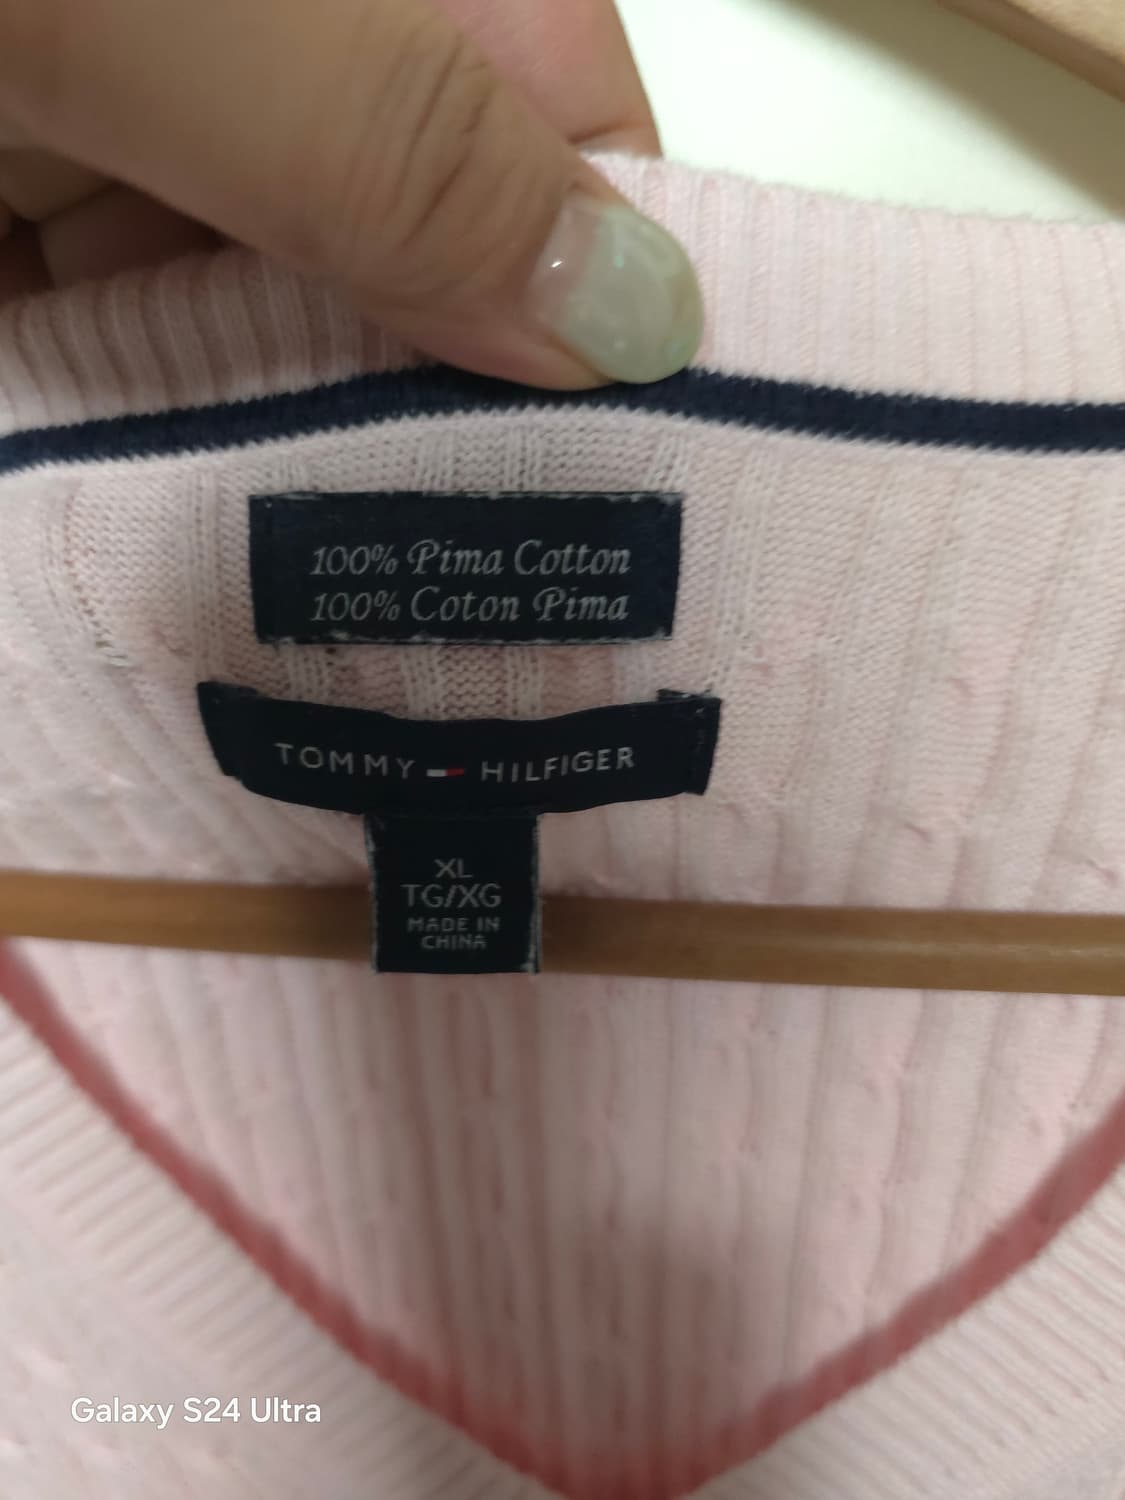 100% Pima Cotton
100% Coton Pima
TOMMY HILFIGER
XL
TG/XG
MADE IN
CHINA
Galaxy S24 Ultra